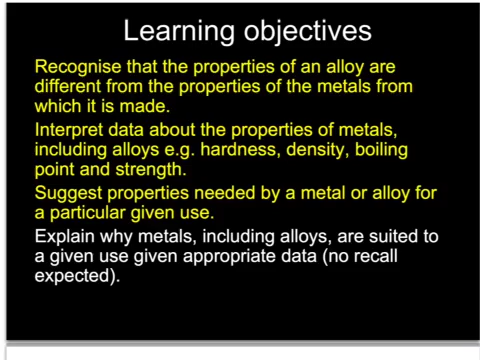 Learning objectives
Recognise that the properties of an alloy are
different from the properties of the metals from
which it is made.
Interpret data about the properties of metals,
including alloys e.g. hardness, density, boiling
point and strength.
Suggest properties needed by a metal or alloy for
a particular given use.
Explain why metals, including alloys, are suited to
a given use given appropriate data (no recall
expected).